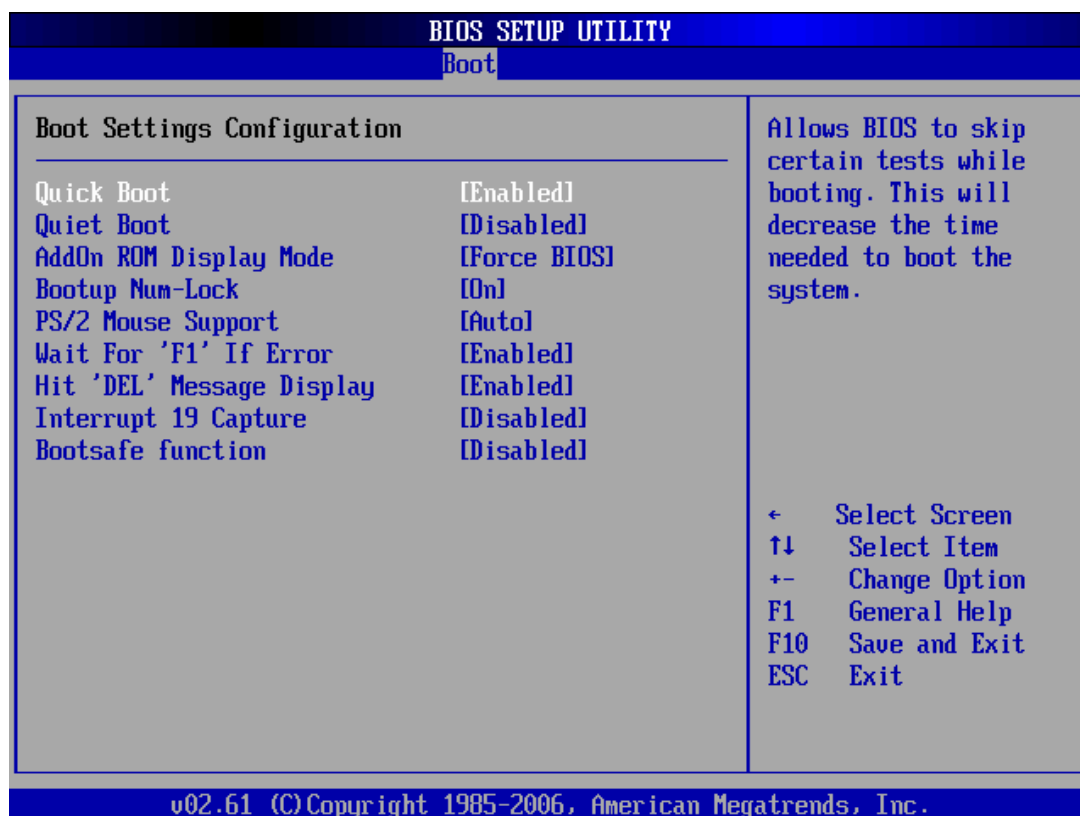 BIOS SETUP UTILITY
Boot
Boot Settings Configuration
Quick Boot [Enabled]
Quiet Boot [Disabled]
AddOn ROM Display Mode [Force BIOS]
Bootup Num-Lock [On]
PS/2 Mouse Support [Auto]
Wait For 'F1' If Error [Enabled]
Hit 'DEL' Message Display [Enabled]
Interrupt 19 Capture [Disabled]
Bootsafe function [Disabled]
Allows BIOS to skip
certain tests while
booting. This will
decrease the time
needed to boot the
system.
← Select Screen
↑↓ Select Item
+- Change Option
F1 General Help
F10 Save and Exit
ESC Exit
v02.61 (C)Copyright 1985-2006, American Megatrends, Inc.